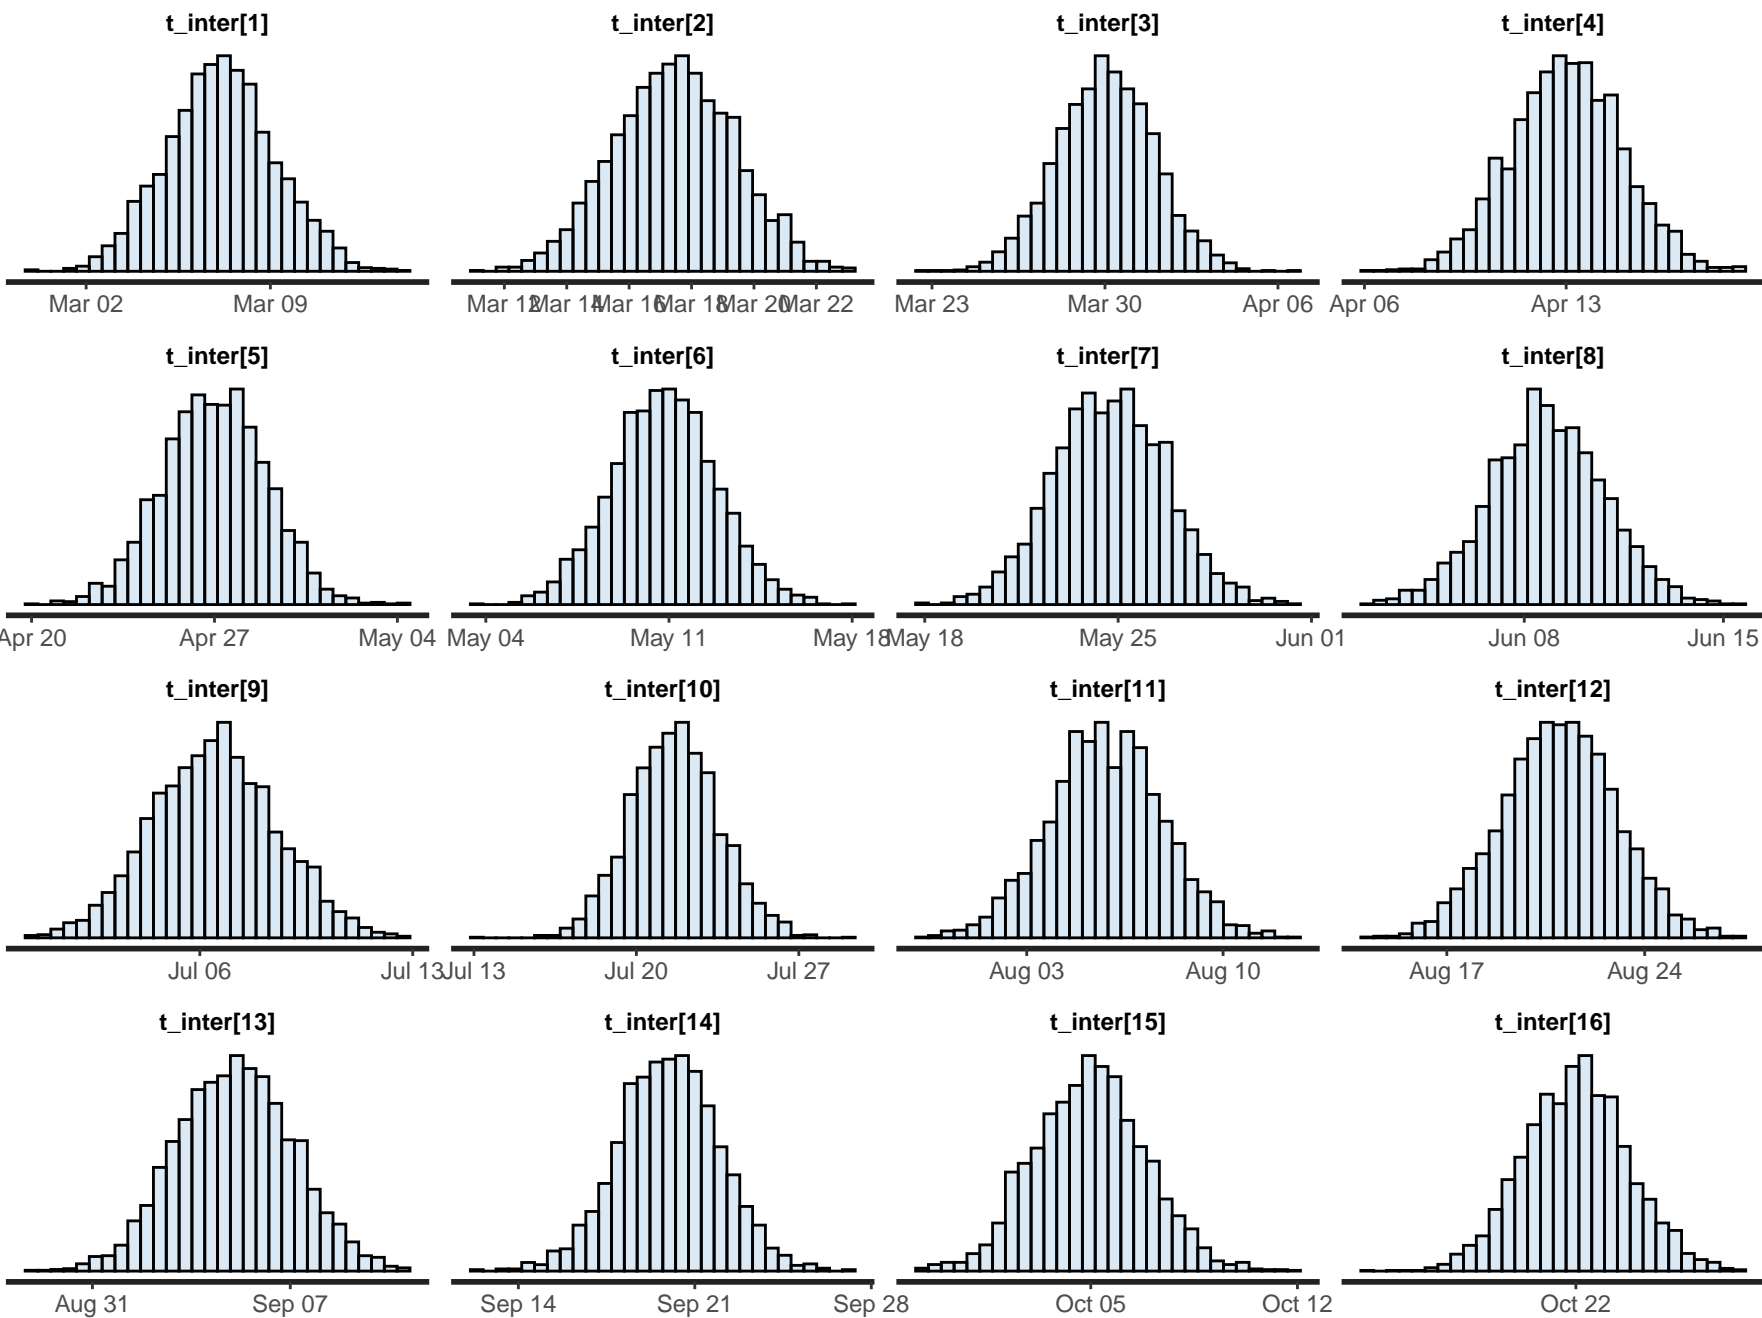 t_inter[1] t_inter[2] t_inter[3] t_inter[4]
Mar 02 Mar 09 Mar 12 Mar 14 Mar 16 Mar 18 Mar 20 Mar 22 Mar 23 Mar 30 Apr 06 Apr 06 Apr 13
t_inter[5] t_inter[6] t_inter[7] t_inter[8]
Apr 20 Apr 27 May 04 May 04 May 11 May 18 May 18 May 25 Jun 01 Jun 08 Jun 15
t_inter[9] t_inter[10] t_inter[11] t_inter[12]
Jul 06 Jul 13 Jul 13 Jul 20 Jul 27 Aug 03 Aug 10 Aug 17 Aug 24
t_inter[13] t_inter[14] t_inter[15] t_inter[16]
Aug 31 Sep 07 Sep 14 Sep 21 Sep 28 Oct 05 Oct 12 Oct 22